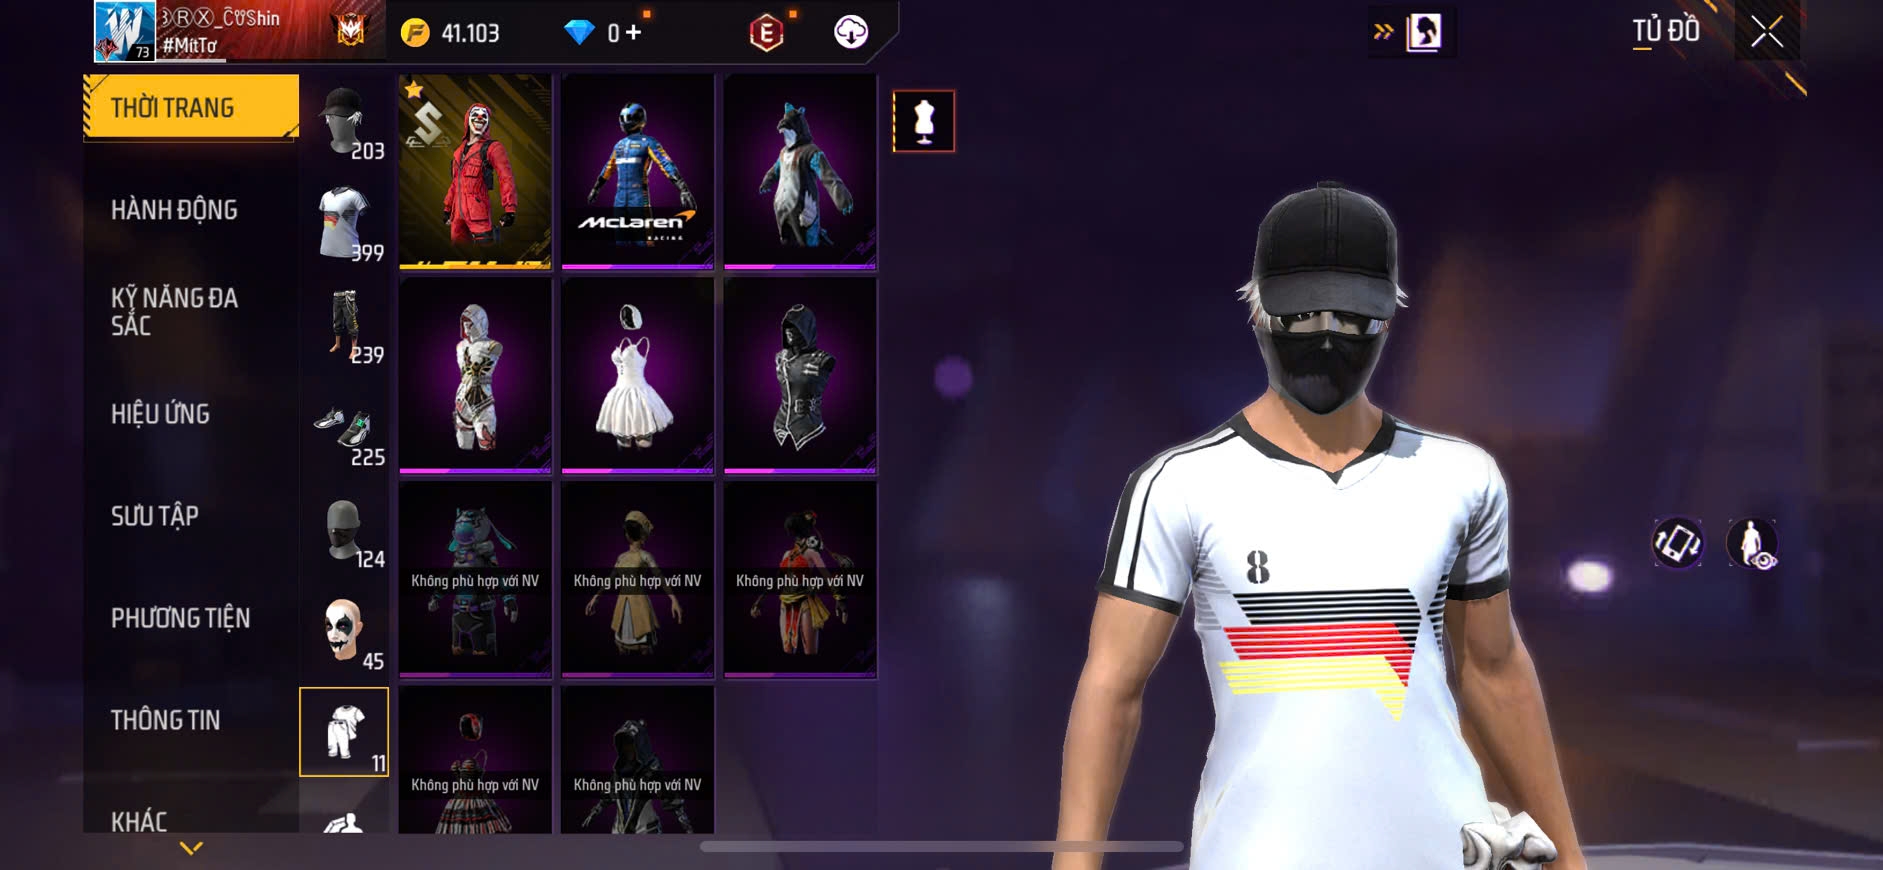 ꞵⓇⓍ_C̑ỠShin
#MítTơ
73
41.103
0+
E
TỦ ĐỒ
THỜI TRANG
HÀNH ĐỘNG
KỸ NĂNG ĐA
SẮC
HIỆU ỨNG
SƯU TẬP
PHƯƠNG TIỆN
THÔNG TIN
KHÁC
203
399
239
225
124
45
11
S
McLaren
RACING
Không phù hợp với NV
Không phù hợp với NV
Không phù hợp với NV
Không phù hợp với NV
Không phù hợp với NV
8